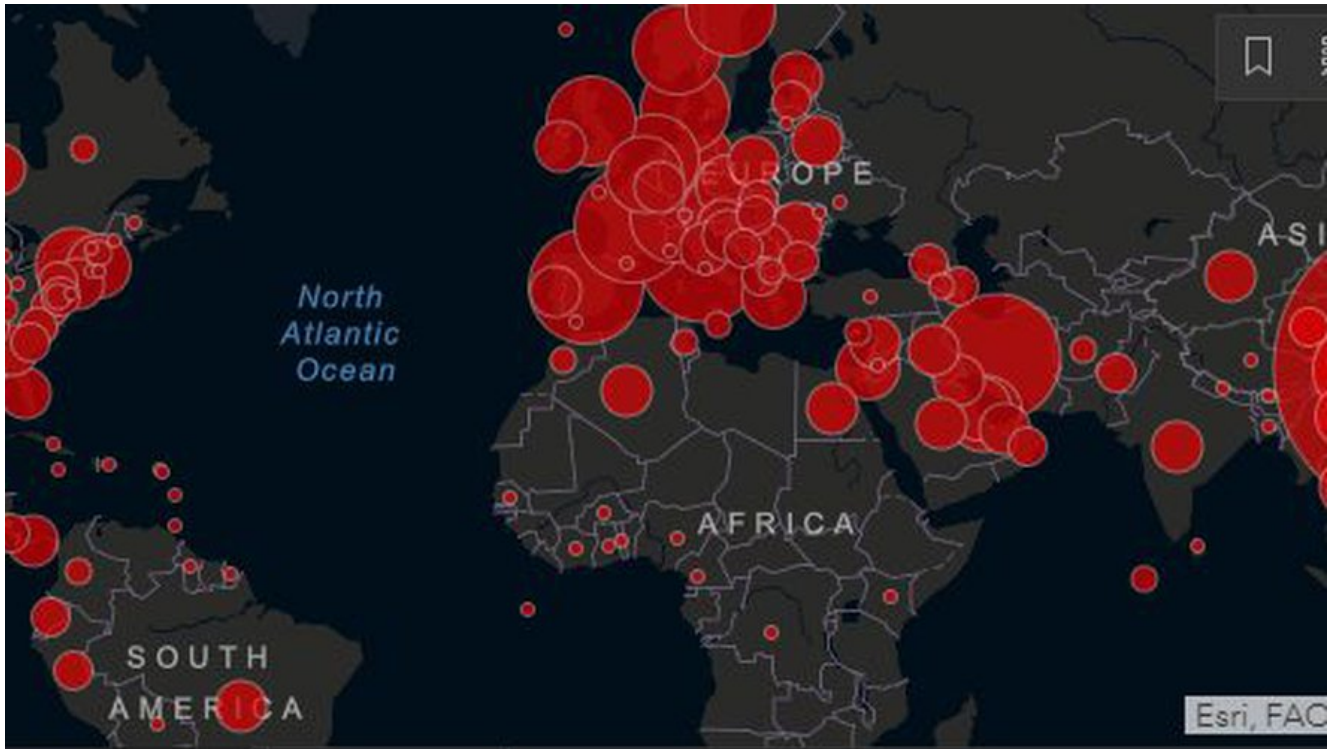 EUROPE
ASI
North
Atlantic
Ocean
AFRICA
SOUTH
AMERICA
Esri, FAO